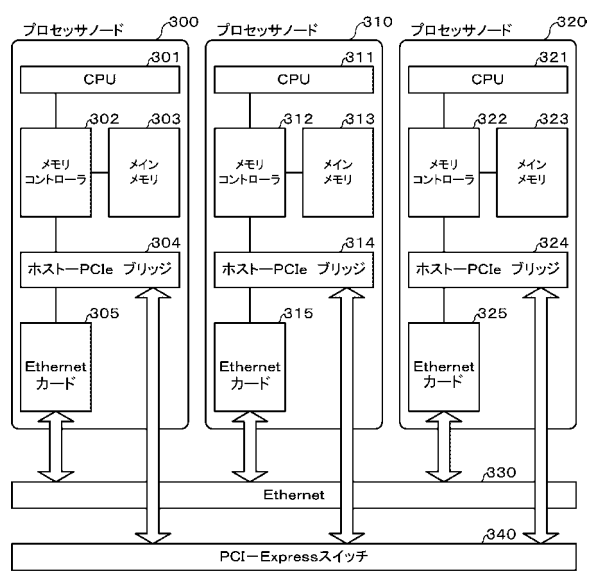 プロセッサノード 300
プロセッサノード 310
プロセッサノード 320
301
CPU
311
CPU
321
CPU
302
メモリ
コントローラ
303
メイン
メモリ
312
メモリ
コントローラ
313
メイン
メモリ
322
メモリ
コントローラ
323
メイン
メモリ
304
ホストーPCIe ブリッジ
314
ホストーPCIe ブリッジ
324
ホストーPCIe ブリッジ
305
Ethernet
カード
315
Ethernet
カード
325
Ethernet
カード
330
Ethernet
340
PCI－Expressスイッチ